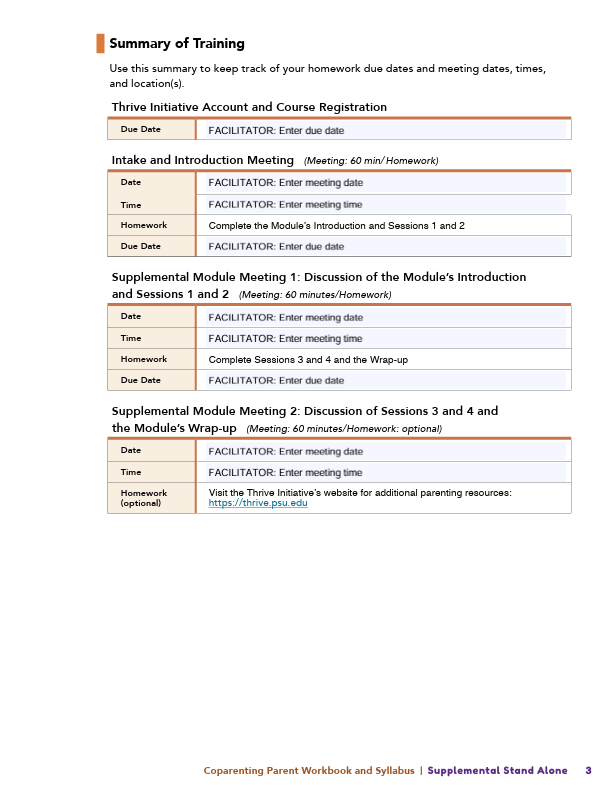 Summary of Training
Use this summary to keep track of your homework due dates and meeting dates, times,
and location(s).
Thrive Initiative Account and Course Registration
Due Date FACILITATOR: Enter due date
Intake and Introduction Meeting (Meeting: 60 min/Homework)
Date FACILITATOR: Enter meeting date
Time FACILITATOR: Enter meeting time
Homework Complete the Module's Introduction and Sessions 1 and 2
Due Date FACILITATOR: Enter due date
Supplemental Module Meeting 1: Discussion of the Module's Introduction
and Sessions 1 and 2 (Meeting: 60 minutes/Homework)
Date FACILITATOR: Enter meeting date
Time FACILITATOR: Enter meeting time
Homework Complete Sessions 3 and 4 and the Wrap-up
Due Date FACILITATOR: Enter due date
Supplemental Module Meeting 2: Discussion of Sessions 3 and 4 and
the Module's Wrap-up (Meeting: 60 minutes/Homework: optional)
Date FACILITATOR: Enter meeting date
Time FACILITATOR: Enter meeting time
Homework Visit the Thrive Initiative's website for additional parenting resources:
(optional) https://thrive.psu.edu
Coparenting Parent Workbook and Syllabus | Supplemental Stand Alone 3